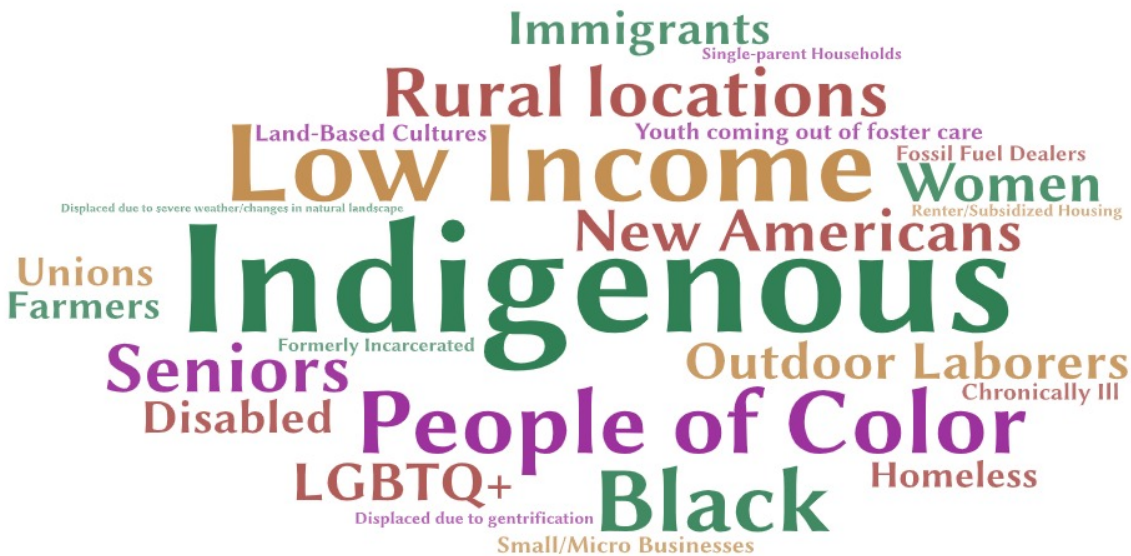 Immigrants
Single-parent Households
Rural locations
Land-Based Cultures
Youth coming out of foster care
Low Income
Fossil Fuel Dealers
Women
Displaced due to severe weather/changes in natural landscape
Renter/Subsidized Housing
New Americans
Indigenous
Unions
Farmers
Formerly Incarcerated
Seniors
Outdoor Laborers
Chronically Ill
Disabled
People of Color
LGBTQ+
Homeless
Black
Displaced due to gentrification
Small/Micro Businesses